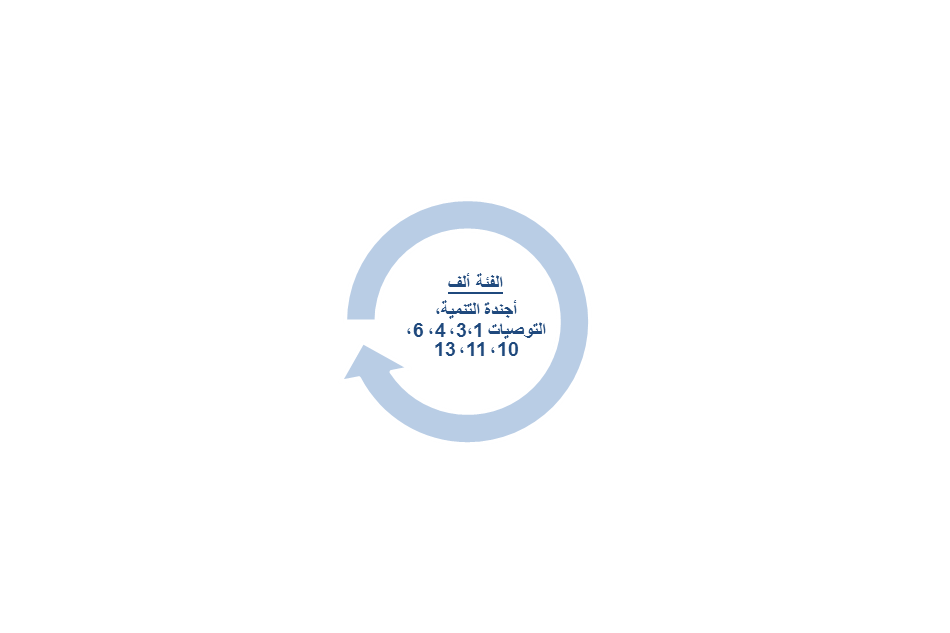 الفئة ألف
أجندة التنمية،
التوصيات 1،3، 4، 6،
10، 11، 13